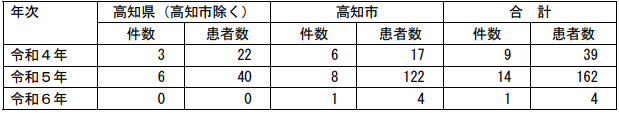 年次 高知県（高知市除く） 高知市 合　計
件数 患者数 件数 患者数 件数 患者数
令和４年 3 22 6 17 9 39
令和５年 6 40 8 122 14 162
令和６年 0 0 1 4 1 4